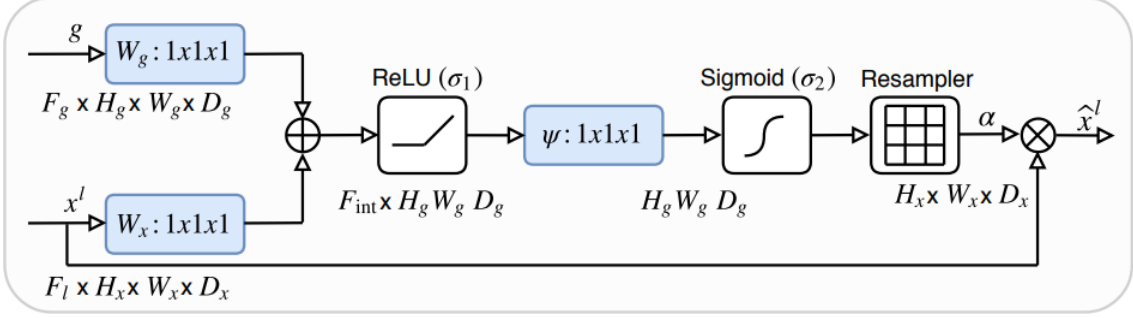 g
W_g : 1x1x1
F_g x H_g x W_g x D_g
ReLU (σ_1)
Sigmoid (σ_2)
Resampler
ψ : 1x1x1
α
x̂^l
F_int x H_g W_g D_g
H_g W_g D_g
H_x x W_x x D_x
x^l
W_x : 1x1x1
F_l x H_x x W_x x D_x